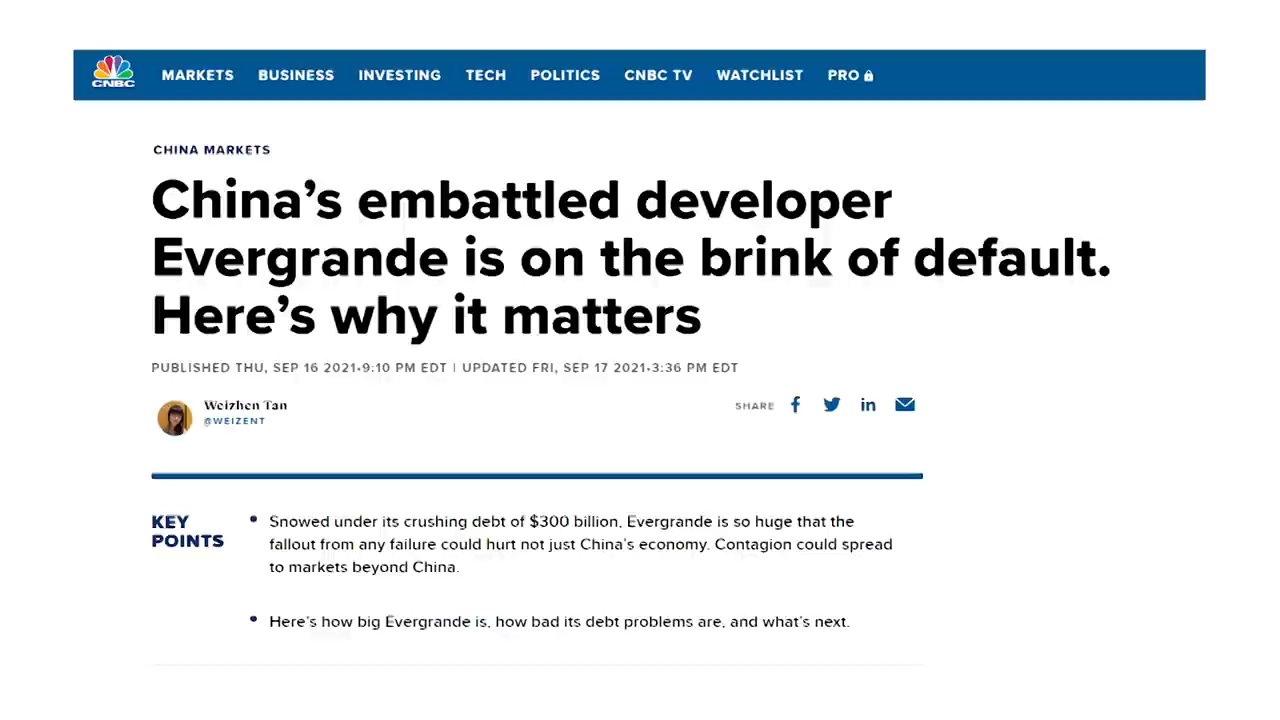 CNBC MARKETS BUSINESS INVESTING TECH POLITICS CNBC TV WATCHLIST PRO
CHINA MARKETS
China’s embattled developer
Evergrande is on the brink of default.
Here’s why it matters
PUBLISHED THU, SEP 16 2021•9:10 PM EDT | UPDATED FRI, SEP 17 2021•3:36 PM EDT
Weizhen Tan
@WEIZENT
SHARE
KEY
POINTS
• Snowed under its crushing debt of $300 billion, Evergrande is so huge that the
fallout from any failure could hurt not just China’s economy. Contagion could spread
to markets beyond China.
• Here’s how big Evergrande is, how bad its debt problems are, and what’s next.